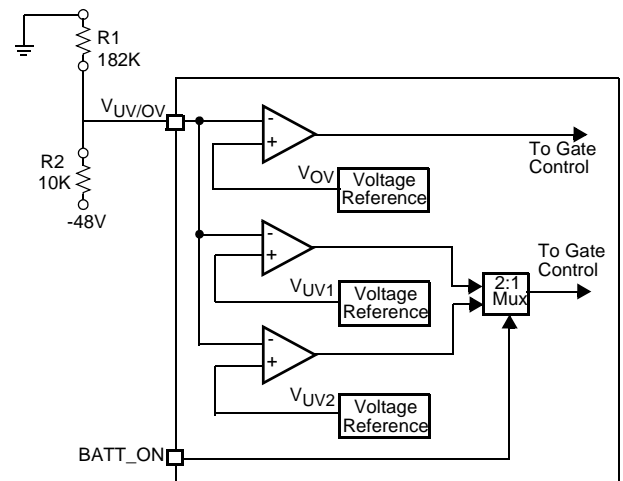 R1
182K
VUV/OV
R2
10K
-48V
-
+
VOV
Voltage
Reference
To Gate
Control
-
+
VUV1
Voltage
Reference
2:1
Mux
To Gate
Control
-
+
VUV2
Voltage
Reference
BATT_ON